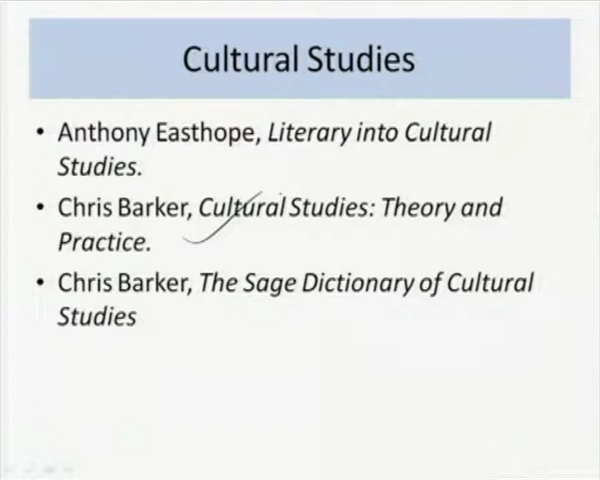 Cultural Studies
• Anthony Easthope, Literary into Cultural
Studies.
• Chris Barker, Cultural Studies: Theory and
Practice.
• Chris Barker, The Sage Dictionary of Cultural
Studies